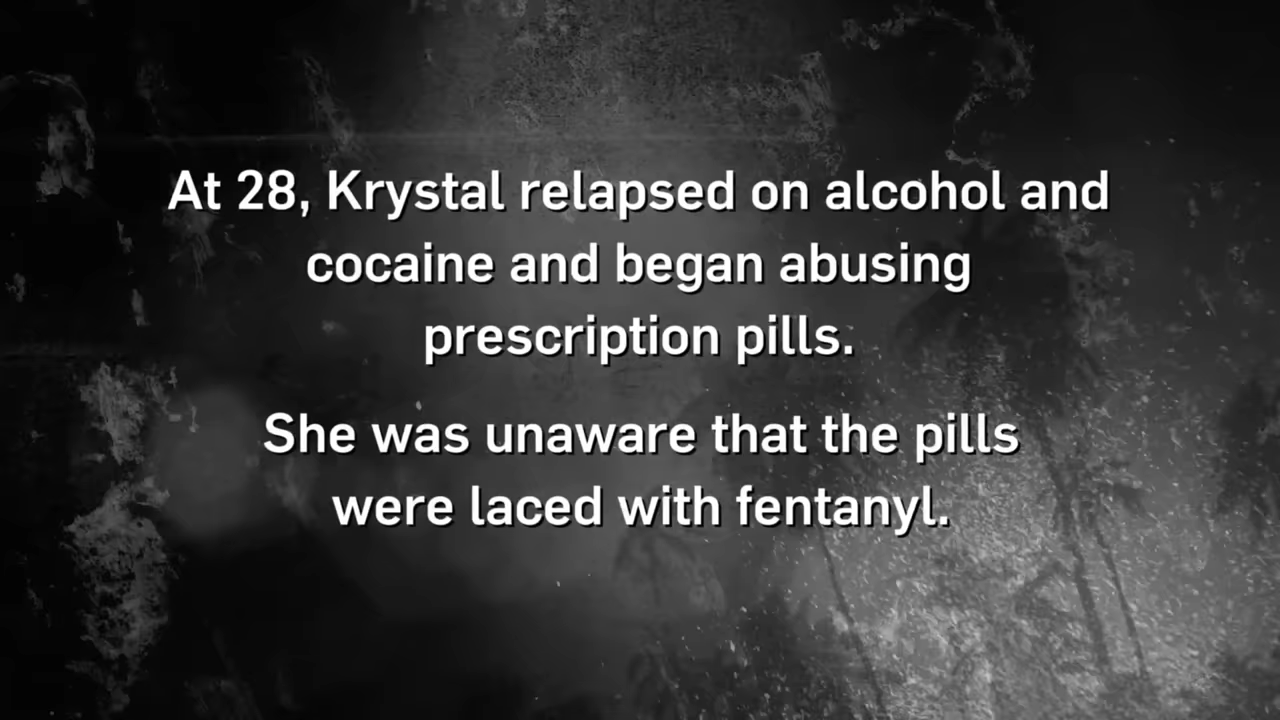 At 28, Krystal relapsed on alcohol and
cocaine and began abusing
prescription pills.
She was unaware that the pills
were laced with fentanyl.